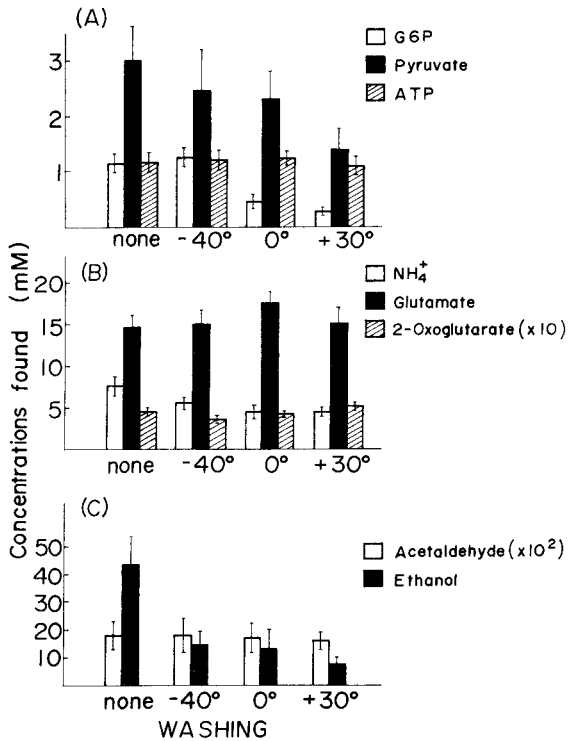 (A)
G6P
Pyruvate
ATP
3
2
1
none -40° 0° +30°
(B)
NH₄⁺
Glutamate
2-Oxoglutarate (x10)
20
15
10
5
none -40° 0° +30°
(C)
Acetaldehyde (x10²)
Ethanol
50
40
30
20
10
none -40° 0° +30°
WASHING
Concentrations found (mM)